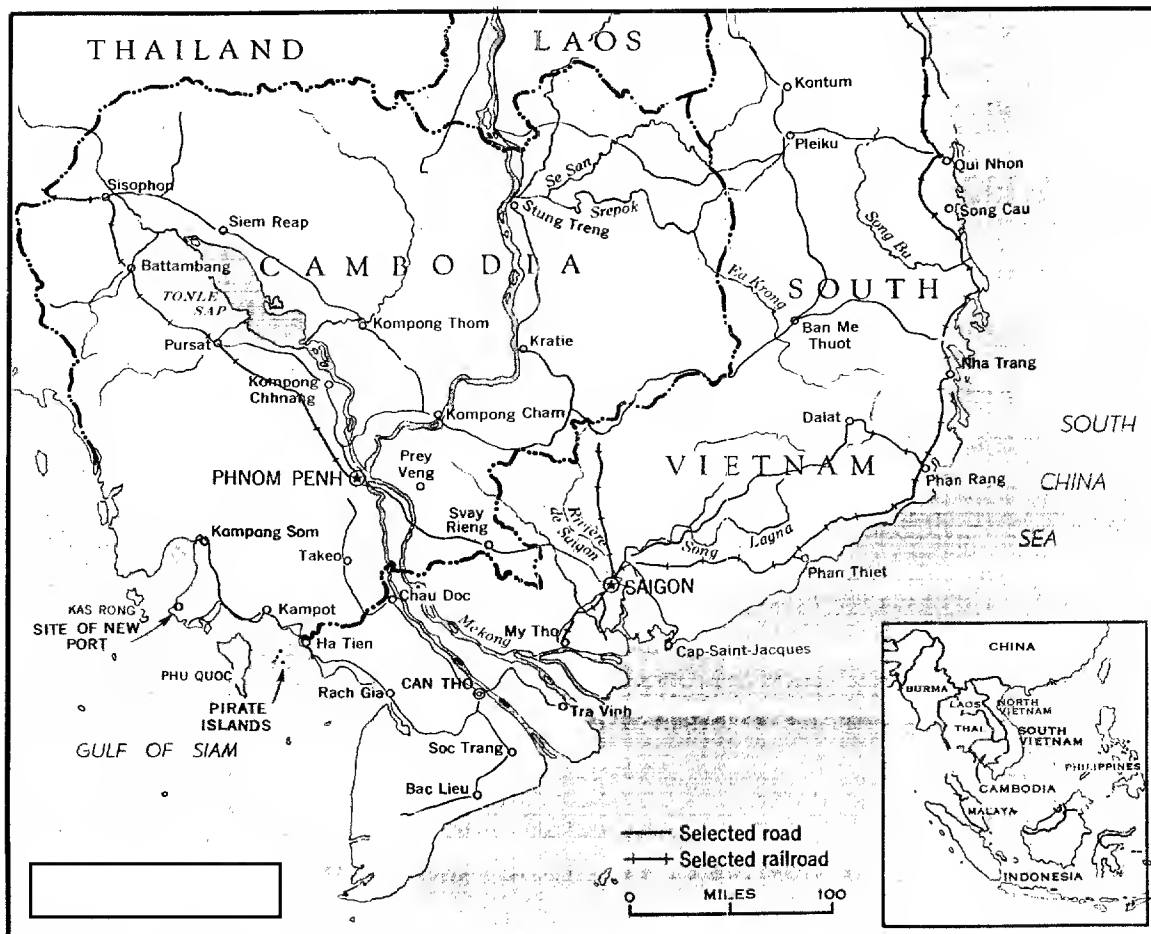 THAILAND
LAOS
Kontum
Pleiku
Qui Nhon
Sisophon
Se San
Siem Reap
Stung Treng
Srepok
Song Cau
Song Ba
Battambang
CAMBODIA
TONLE
SAP
Ea Krong
SOUTH
Kompong Thom
Ban Me
Thuot
Pursat
Kratie
Nha Trang
Kompong
Chhnang
Kompong Cham
Dalat
SOUTH
VIETNAM
PHNOM PENH
Prey
Veng
Phan Rang
CHINA
Svay
Rieng
Rivière
de Saigon
Kampong Som
Song
Lagna
SEA
Takeo
Phan Thiet
SAIGON
Chau Doc
KAS RONG
SITE OF NEW
PORT
Kampot
Mekong
My Tho
Ha Tien
Cap-Saint-Jacques
PHU QUOC
Rach Gia
CAN THO
PIRATE
ISLANDS
Tra Vinh
GULF OF SIAM
Soc Trang
Bac Lieu
Selected road
Selected railroad
0 MILES 100
CHINA
BURMA
LAOS
NORTH
VIETNAM
THAI.
SOUTH
VIETNAM
PHILIPPINES
CAMBODIA
MALAYA
INDONESIA